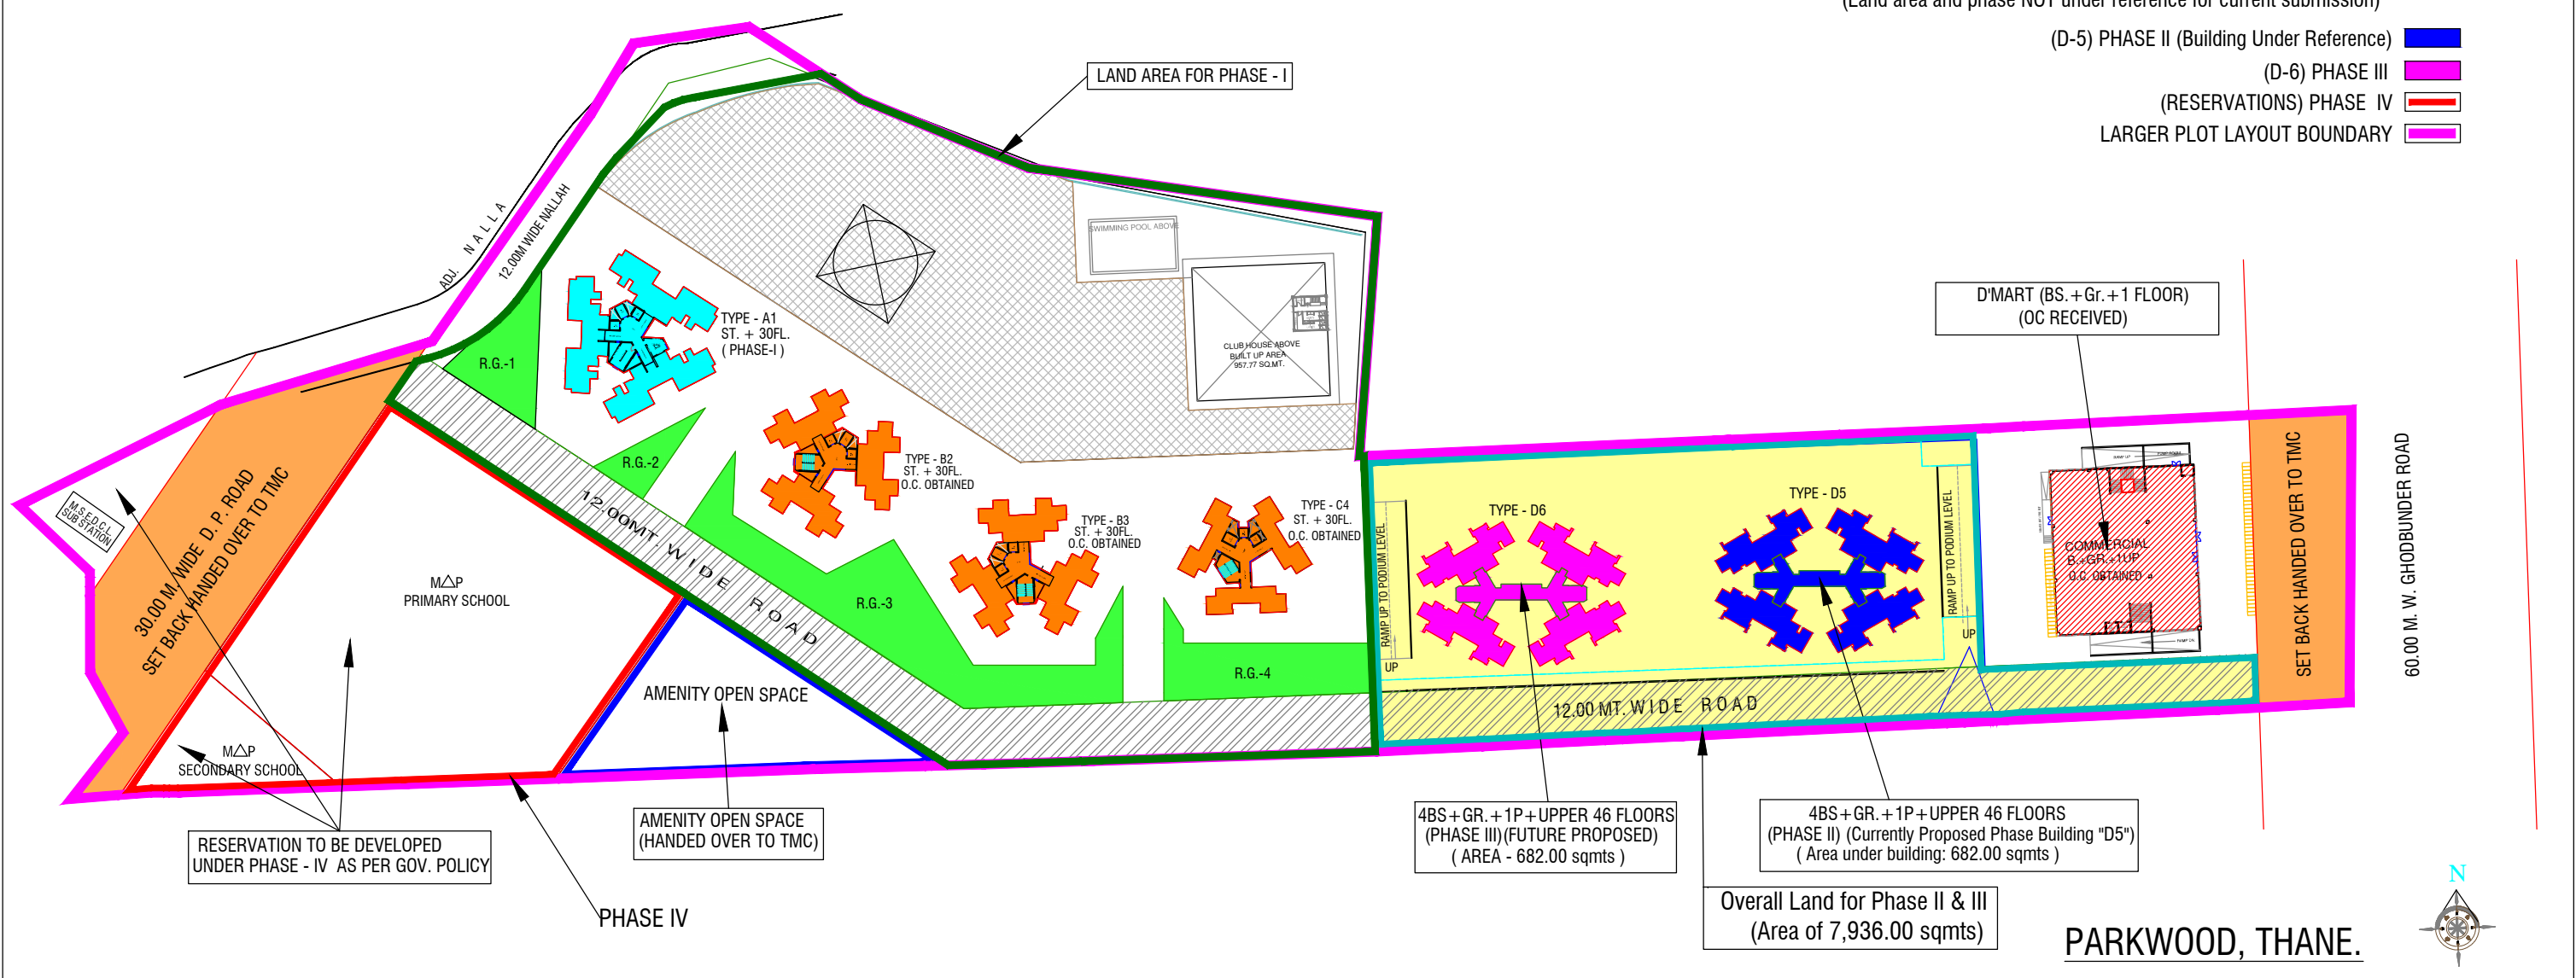 (Land area and phase NOT under reference for current submission)
(D-5) PHASE II (Building Under Reference)
(D-6) PHASE III
(RESERVATIONS) PHASE IV
LARGER PLOT LAYOUT BOUNDARY
LAND AREA FOR PHASE - I
ADJ. NALLA
12.00M WIDE NALLAH
SWIMMING POOL ABOVE
CLUB HOUSE ABOVE
BUILT UP AREA
957.77 SQ.MT.
TYPE - A1
ST. + 30FL.
( PHASE-I )
R.G.-1
R.G.-2
TYPE - B2
ST. + 30FL.
O.C. OBTAINED
TYPE - B3
ST. + 30FL.
O.C. OBTAINED
TYPE - C4
ST. + 30FL.
O.C. OBTAINED
R.G.-3
R.G.-4
12.00MT. WIDE ROAD
M.S.E.D.C.L
SUB STATION
30.00 M. WIDE D. P. ROAD
SET BACK HANDED OVER TO TMC
M△P
PRIMARY SCHOOL
M△P
SECONDARY SCHOOL
AMENITY OPEN SPACE
RAMP UP TO PODIUM LEVEL
UP
TYPE - D6
TYPE - D5
RAMP UP TO PODIUM LEVEL
UP
12.00 MT. WIDE ROAD
D'MART (BS.+Gr.+1 FLOOR)
(OC RECEIVED)
COMMERCIAL
B.+GR.+1UP
O.C. OBTAINED
SET BACK HANDED OVER TO TMC
60.00 M. W. GHODBUNDER ROAD
RESERVATION TO BE DEVELOPED
UNDER PHASE - IV AS PER GOV. POLICY
PHASE IV
AMENITY OPEN SPACE
(HANDED OVER TO TMC)
4BS+GR.+1P+UPPER 46 FLOORS
(PHASE III)(FUTURE PROPOSED)
( AREA - 682.00 sqmts )
4BS+GR.+1P+UPPER 46 FLOORS
(PHASE II) (Currently Proposed Phase Building "D5")
( Area under building: 682.00 sqmts )
Overall Land for Phase II & III
(Area of 7,936.00 sqmts)
PARKWOOD, THANE.
N